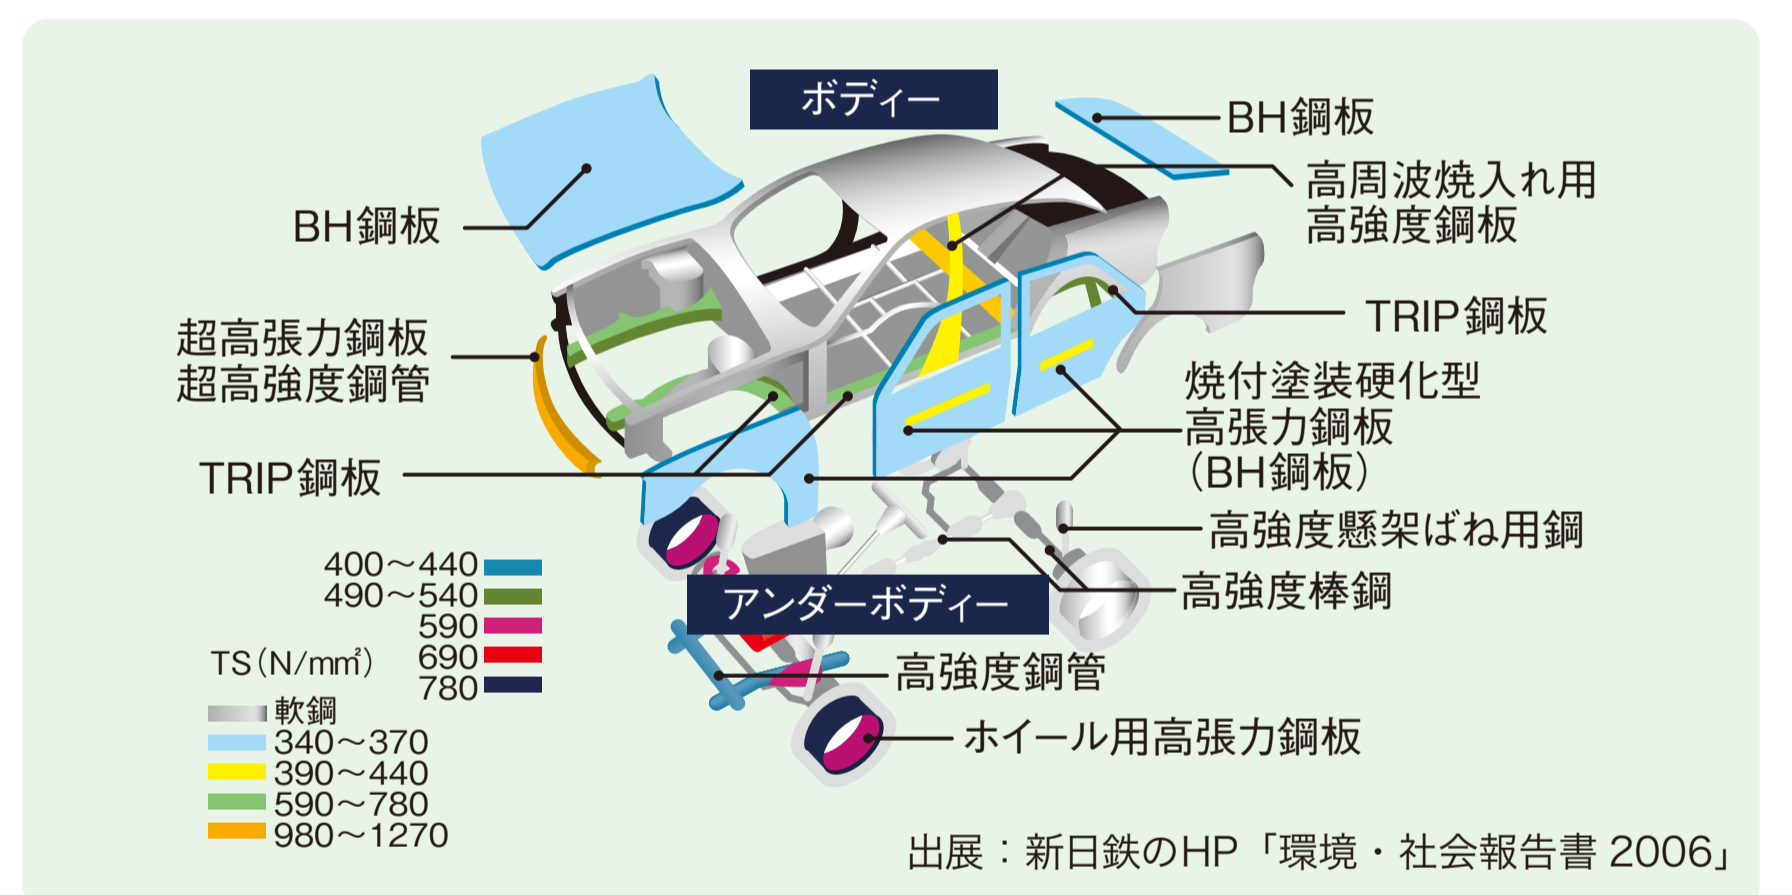 ボディー
BH鋼板
高周波焼入れ用
高強度鋼板
BH鋼板
TRIP鋼板
超高張力鋼板
超高強度鋼管
焼付塗装硬化型
高張力鋼板
（BH鋼板）
TRIP鋼板
高強度懸架ばね用鋼
高強度棒鋼
アンダーボディー
高強度鋼管
ホイール用高張力鋼板
400～440
490～540
590
TS（N/mm²）
690
780
軟鋼
340～370
390～440
590～780
980～1270
出展：新日鉄のHP「環境・社会報告書 2006」